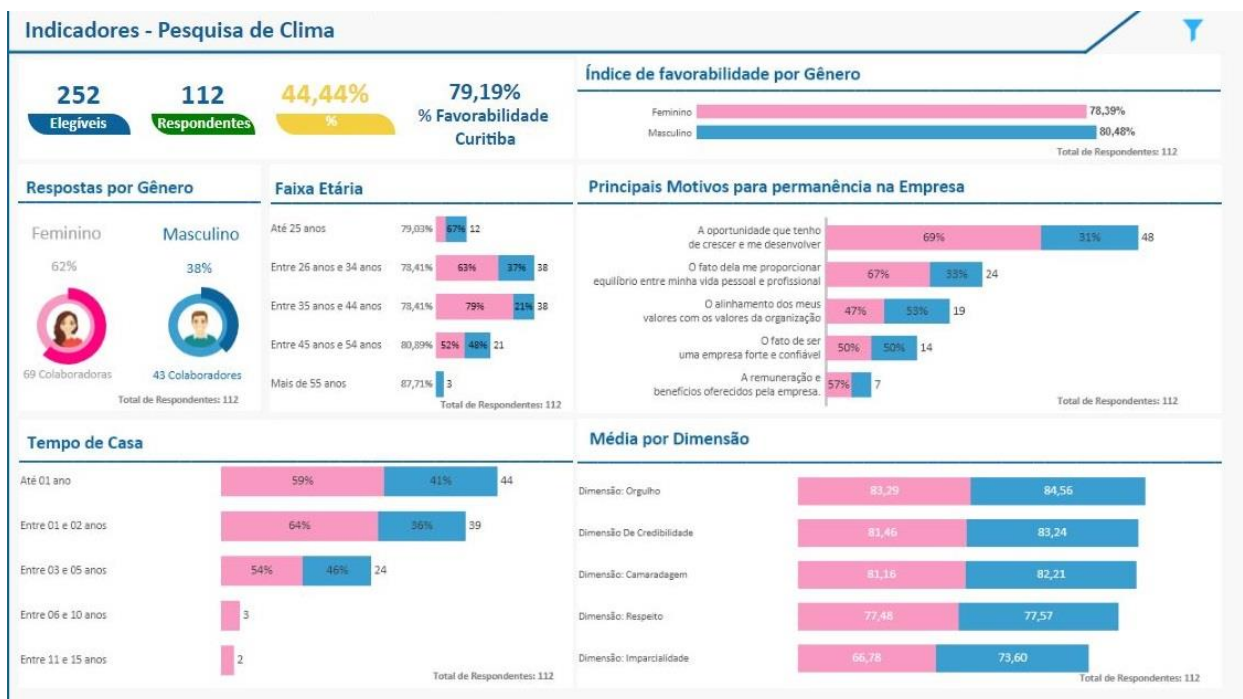 Indicadores - Pesquisa de Clima
252
Elegíveis
112
Respondentes
44,44%
%
79,19%
% Favorabilidade
Curitiba
Índice de favorabilidade por Gênero
Feminino 78,39%
Masculino 80,48%
Total de Respondentes: 112
Respostas por Gênero
Feminino
62%
69 Colaboradoras
Masculino
38%
43 Colaboradores
Total de Respondentes: 112
Faixa Etária
Até 25 anos 79,03% 67% 12
Entre 26 anos e 34 anos 78,41% 63% 37% 38
Entre 35 anos e 44 anos 78,41% 79% 21% 38
Entre 45 anos e 54 anos 80,89% 52% 48% 21
Mais de 55 anos 87,71% 3
Total de Respondentes: 112
Principais Motivos para permanência na Empresa
A oportunidade que tenho
de crescer e me desenvolver
69% 31% 48
O fato dela me proporcionar
equilíbrio entre minha vida pessoal e profissional
67% 33% 24
O alinhamento dos meus
valores com os valores da organização
47% 53% 19
O fato de ser
uma empresa forte e confiável
50% 50% 14
A remuneração e
benefícios oferecidos pela empresa.
57% 7
Total de Respondentes: 112
Tempo de Casa
Até 01 ano 59% 41% 44
Entre 01 e 02 anos 64% 36% 39
Entre 03 e 05 anos 54% 46% 24
Entre 06 e 10 anos 3
Entre 11 e 15 anos 2
Total de Respondentes: 112
Média por Dimensão
Dimensão: Orgulho 83,29 84,56
Dimensão De Credibilidade 81,46 83,24
Dimensão: Camaradagem 81,16 82,21
Dimensão: Respeito 77,48 77,57
Dimensão: Imparcialidade 66,78 73,60
Total de Respondentes: 112